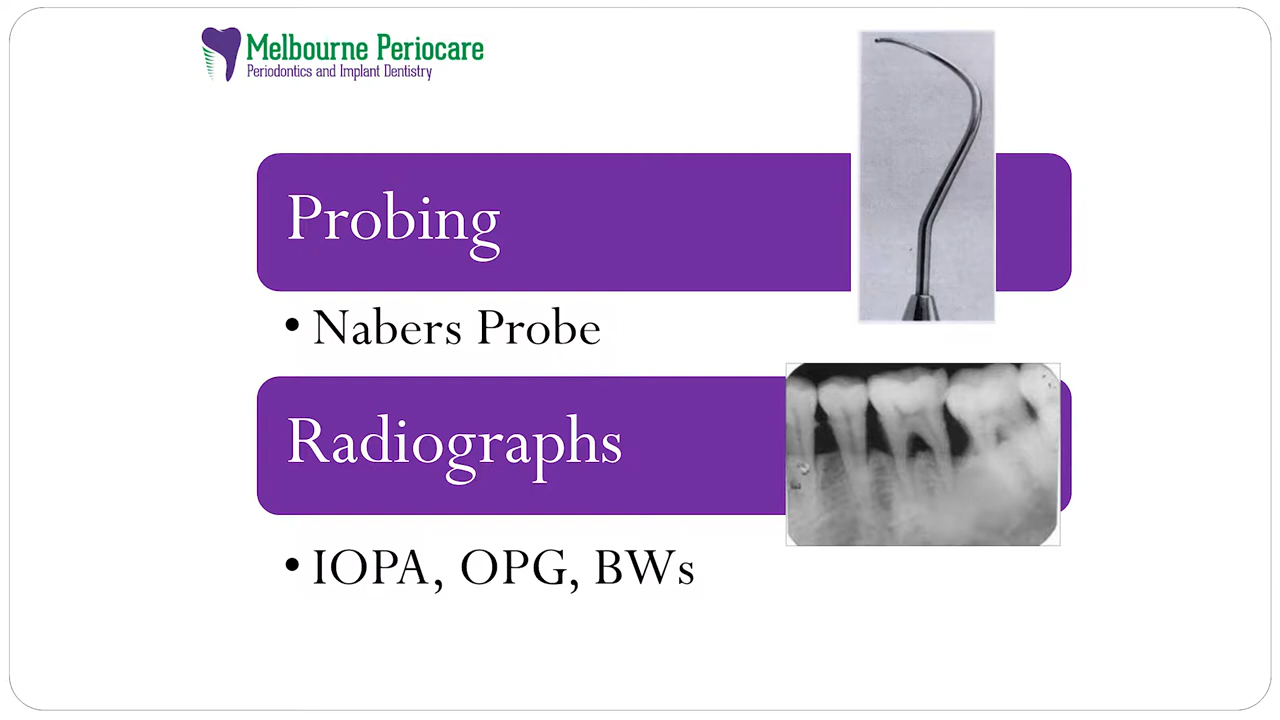 Melbourne Periocare
Periodontics and Implant Dentistry
Probing
• Nabers Probe
Radiographs
• IOPA, OPG, BWs